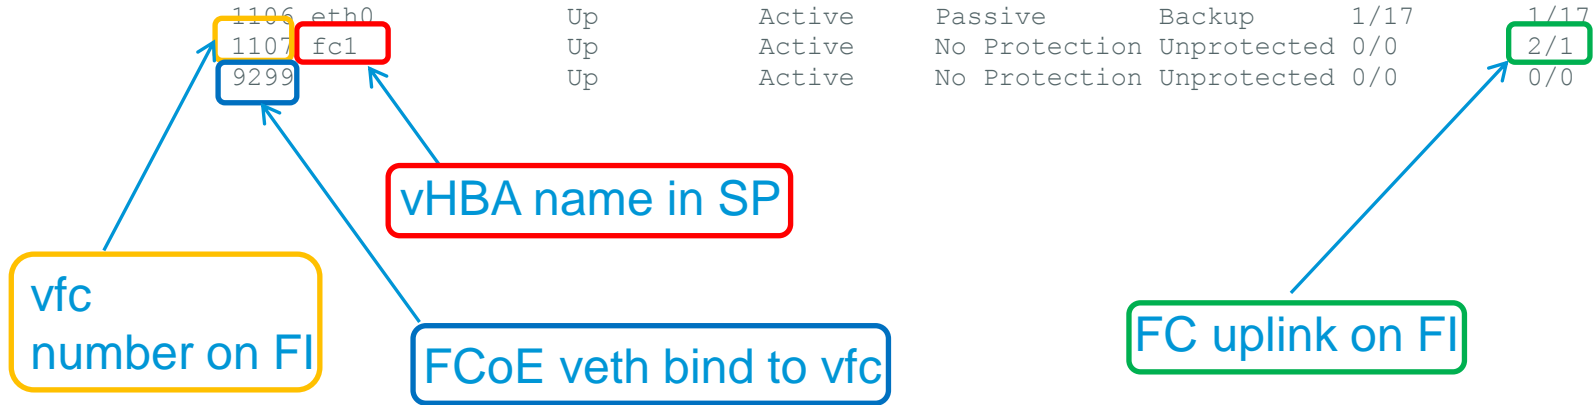 1106 eth0 Up Active Passive Backup 1/17 1/17
1107 fc1 Up Active No Protection Unprotected 0/0 2/1
9299 Up Active No Protection Unprotected 0/0 0/0
vHBA name in SP
vfc
number on FI
FCoE veth bind to vfc
FC uplink on FI